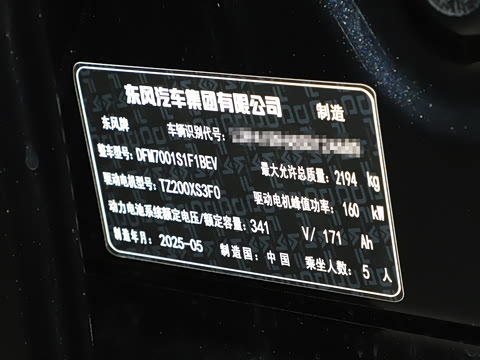 东风汽车集团有限公司 制造
东风牌 车辆识别代号:
整车型号: DFM7001S1F1BEV 最大允许总质量: 2194 kg
驱动电机型号: TZ200XS3F0 驱动电机峰值功率: 160 kW
动力电池系统额定电压/额定容量: 341 V/ 171 Ah
制造年月: 2025-05 制造国: 中国 乘坐人数: 5 人